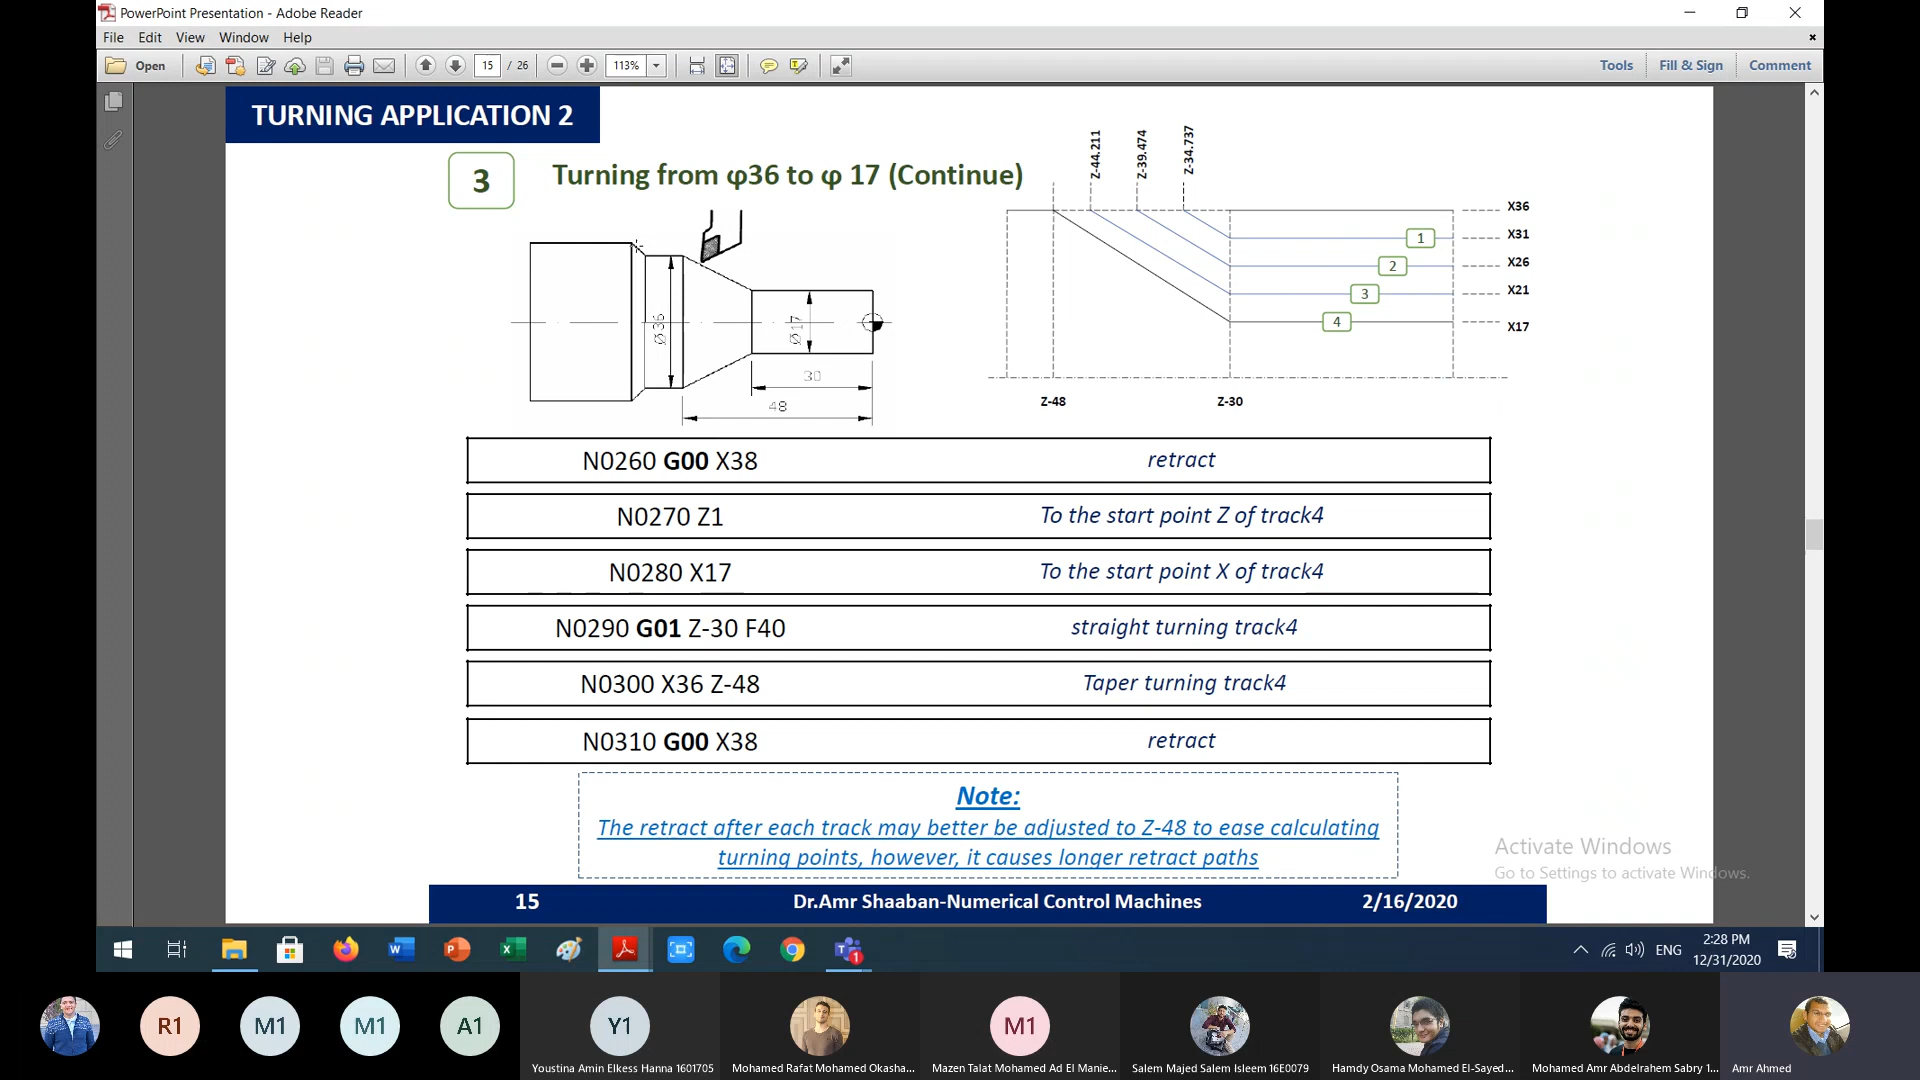 PowerPoint Presentation - Adobe Reader
File Edit View Window Help
Open 15 / 26 113% Tools Fill & Sign Comment
TURNING APPLICATION 2
3 Turning from φ36 to φ 17 (Continue)
Z-44.211 Z-39.474 Z-34.737
X36
X31
X26
X21
X17
1
2
3
4
Z-48 Z-30
Ø36 Ø17
30
48
N0260 G00 X38 retract
N0270 Z1 To the start point Z of track4
N0280 X17 To the start point X of track4
N0290 G01 Z-30 F40 straight turning track4
N0300 X36 Z-48 Taper turning track4
N0310 G00 X38 retract
Note:
The retract after each track may better be adjusted to Z-48 to ease calculating
turning points, however, it causes longer retract paths
Activate Windows
Go to Settings to activate Windows.
15 Dr.Amr Shaaban-Numerical Control Machines 2/16/2020
ENG 2:28 PM
12/31/2020
R1 M1 M1 A1 Y1 M1
Youstina Amin Elkess Hanna 1601705 Mohamed Rafat Mohamed Okasha... Mazen Talat Mohamed Ad El Manie... Salem Majed Salem Isleem 16E0079 Hamdy Osama Mohamed El-Sayed... Mohamed Amr Abdelrahem Sabry 1... Amr Ahmed